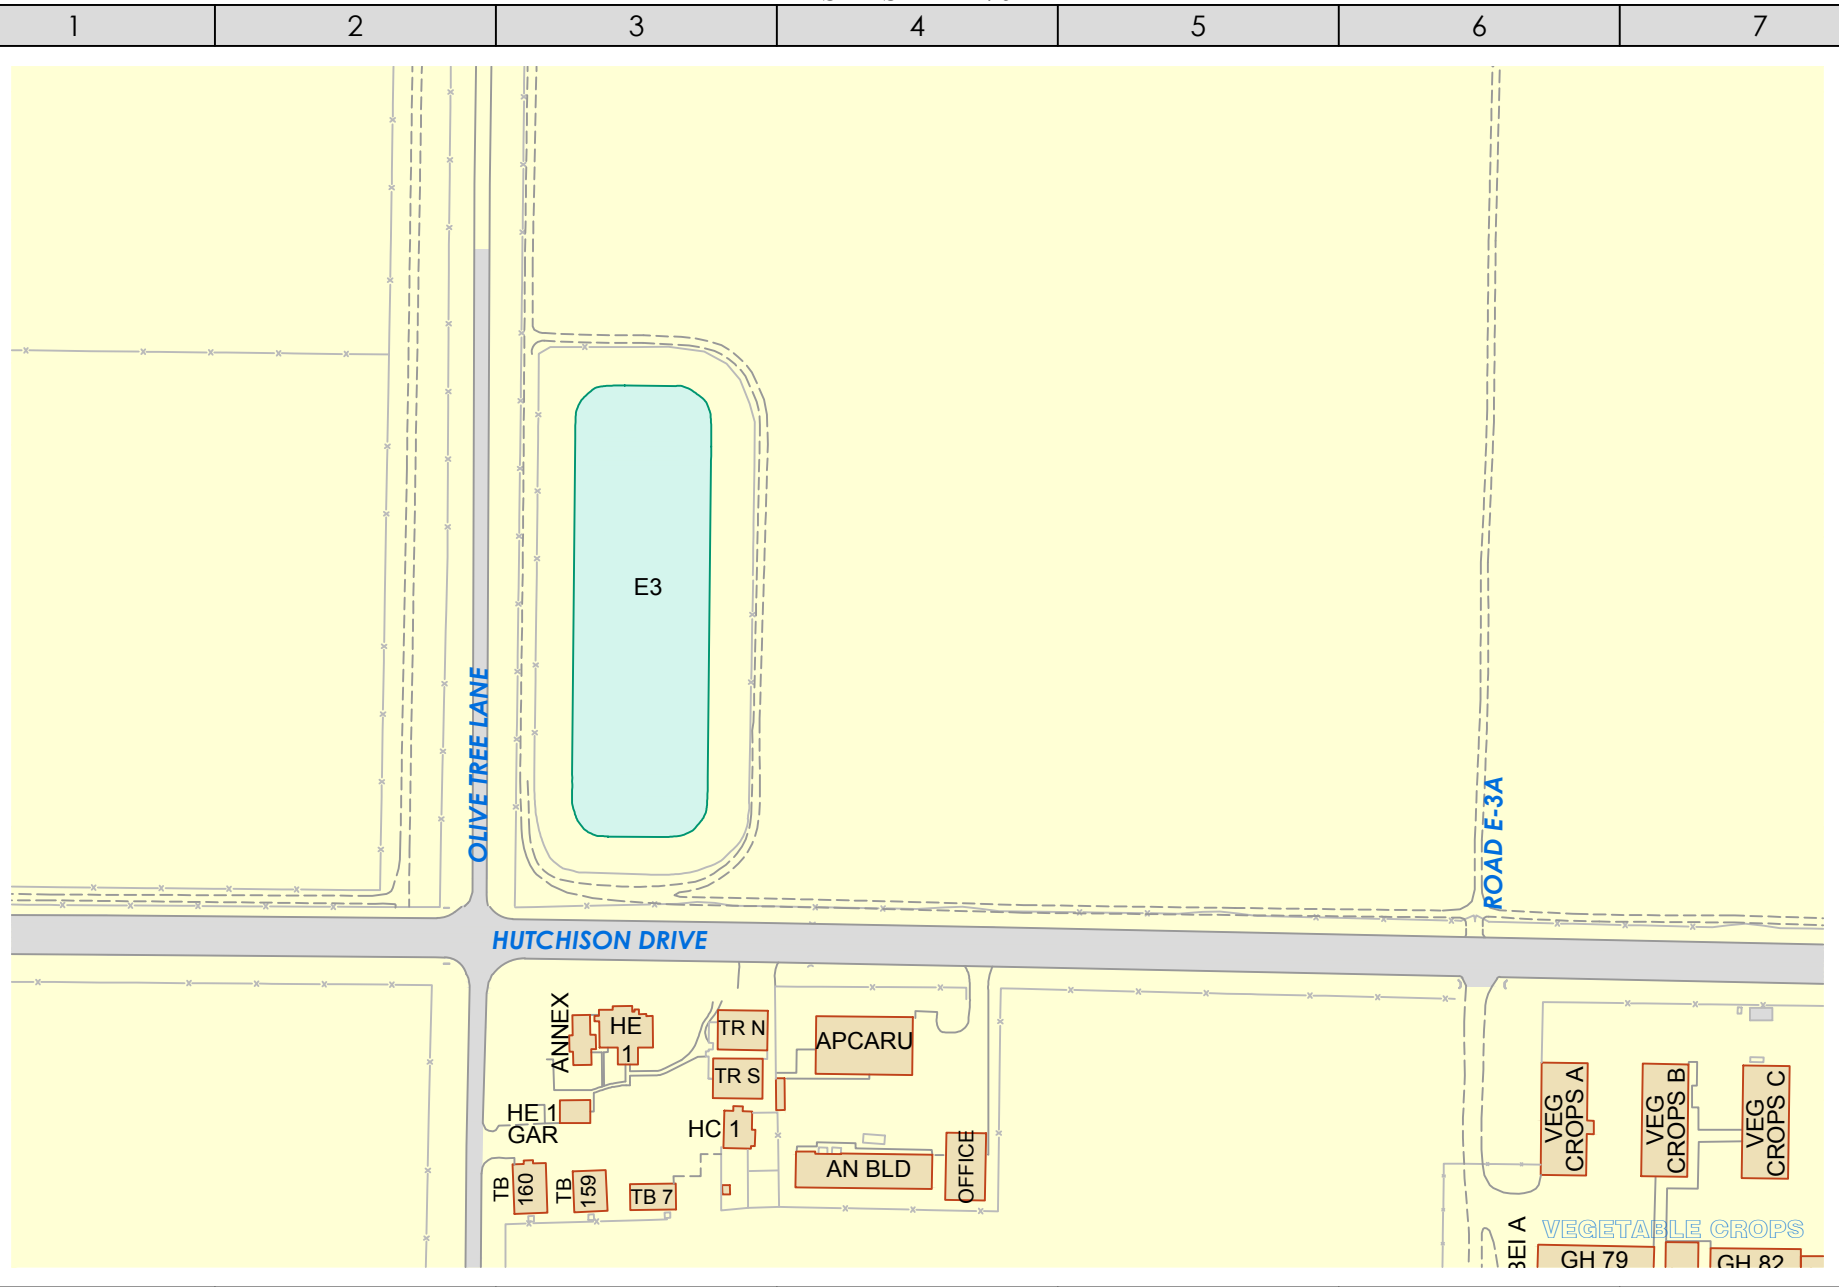 1 2 3 4 5 6 7
E3
OLIVE TREE LANE
ROAD E-3A
HUTCHISON DRIVE
ANNEX
HE
1
TR N
APCARU
TR S
HE 1
GAR
HC 1
AN BLD
OFFICE
TB
160
TB
159
TB 7
VEG
CROPS A
VEG
CROPS B
VEG
CROPS C
VEGETABLE CROPS
BEI A
GH 79
GH 82